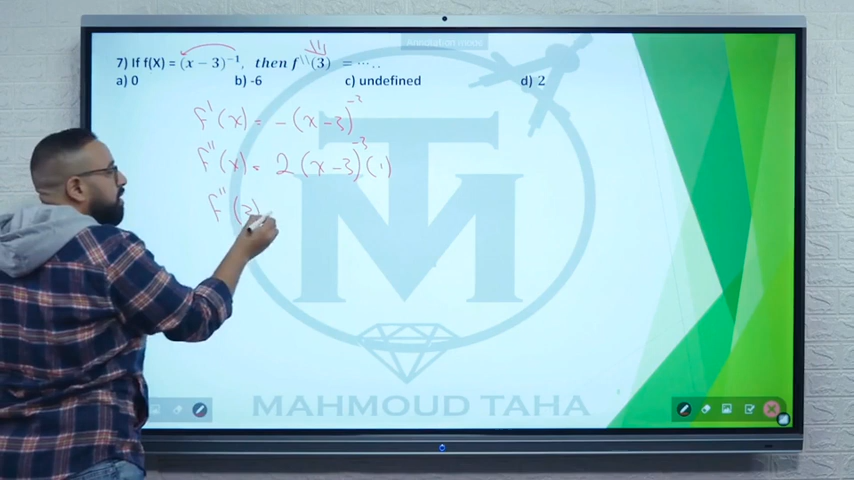 Annotation mode
7) If f(X) = (x − 3)⁻¹, then f\\(3) = ⋯..
a) 0 b) -6 c) undefined d) 2
f'(x) = -(x-3)⁻²
f''(x) = 2(x-3)⁻³(1)
f''(3)
TM
MAHMOUD TAHA